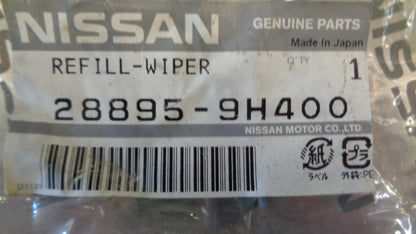 NISSAN
GENUINE PARTS
Made in Japan
REFILL-WIPER
Q'TY
1
28895-9H400
NISSAN MOTOR CO.,LTD.
紙
プラ
ラベル
外袋:PE